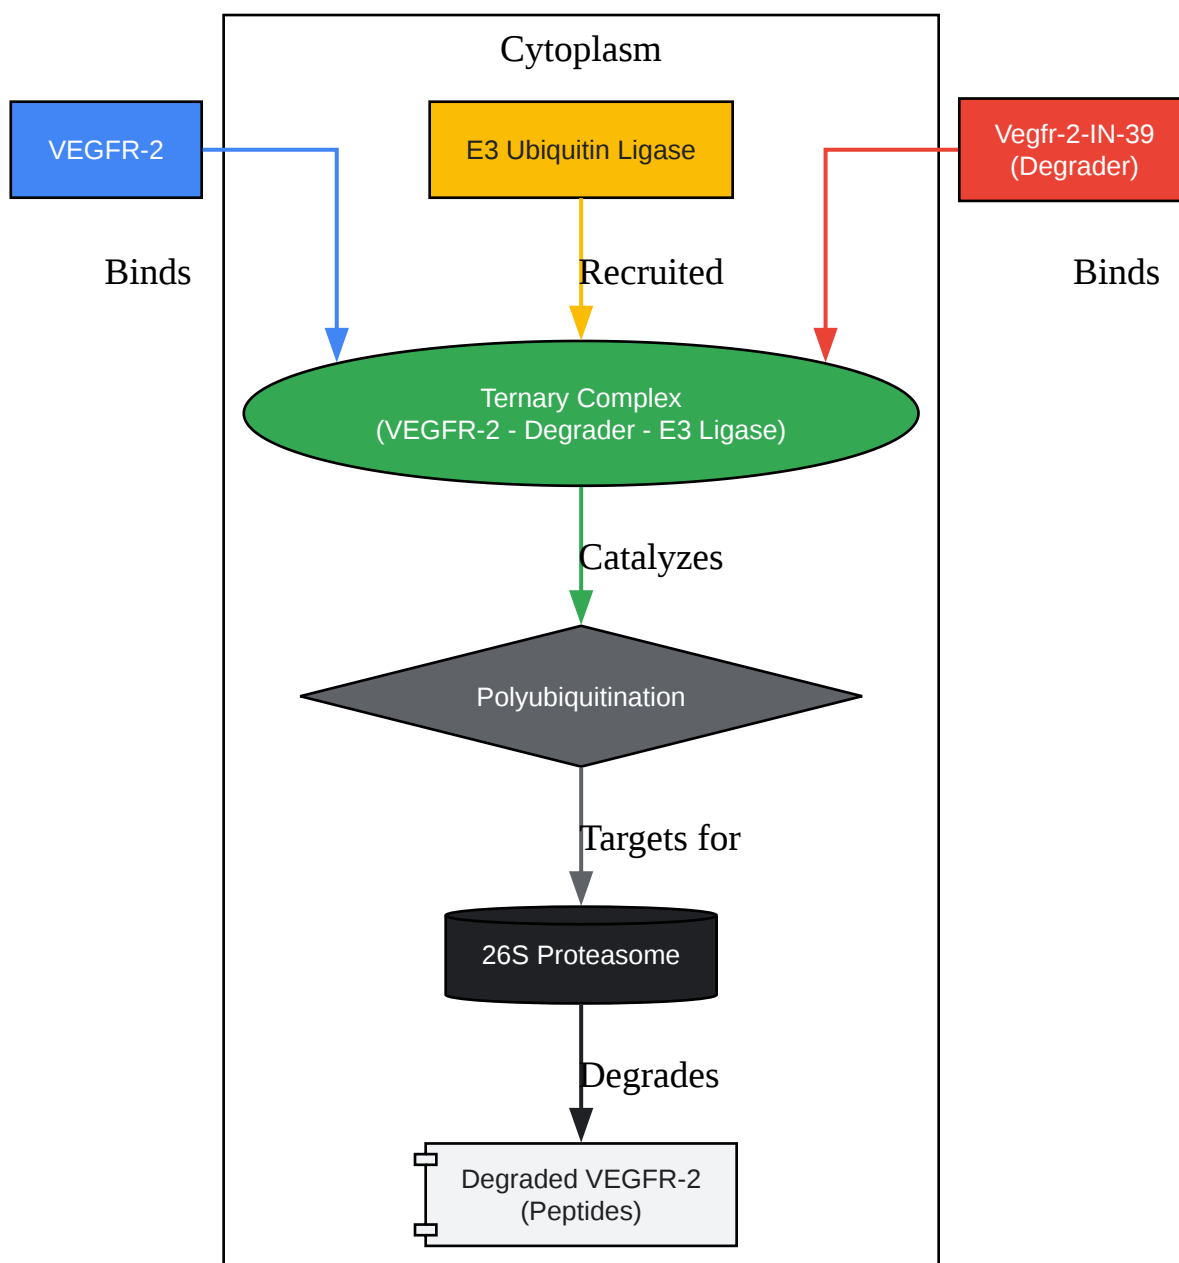 Cytoplasm
VEGFR-2
E3 Ubiquitin Ligase
Vegfr-2-IN-39
(Degrader)
Binds
Recruited
Binds
Ternary Complex
(VEGFR-2 - Degrader - E3 Ligase)
Catalyzes
Polyubiquitination
Targets for
26S Proteasome
Degrades
Degraded VEGFR-2
(Peptides)